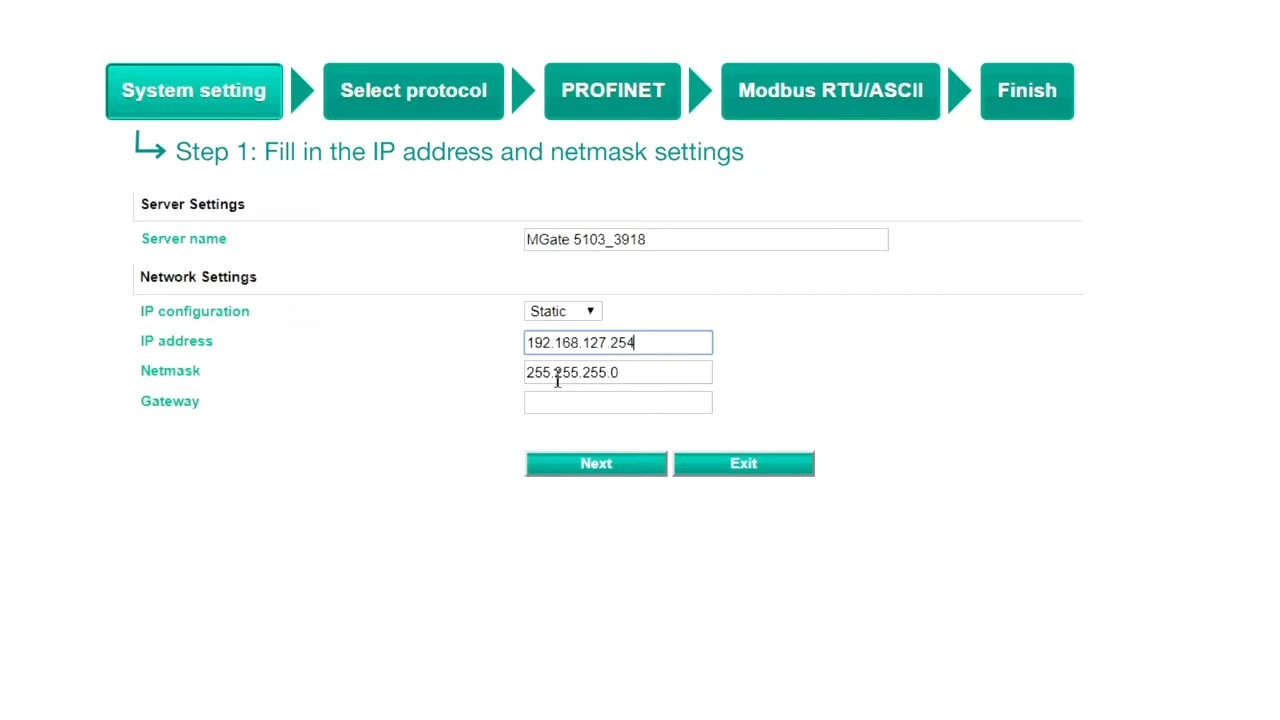 System setting Select protocol PROFINET Modbus RTU/ASCII Finish
Step 1: Fill in the IP address and netmask settings
Server Settings
Server name MGate 5103_3918
Network Settings
IP configuration Static
IP address 192.168.127.254
Netmask 255.255.255.0
Gateway
Next Exit